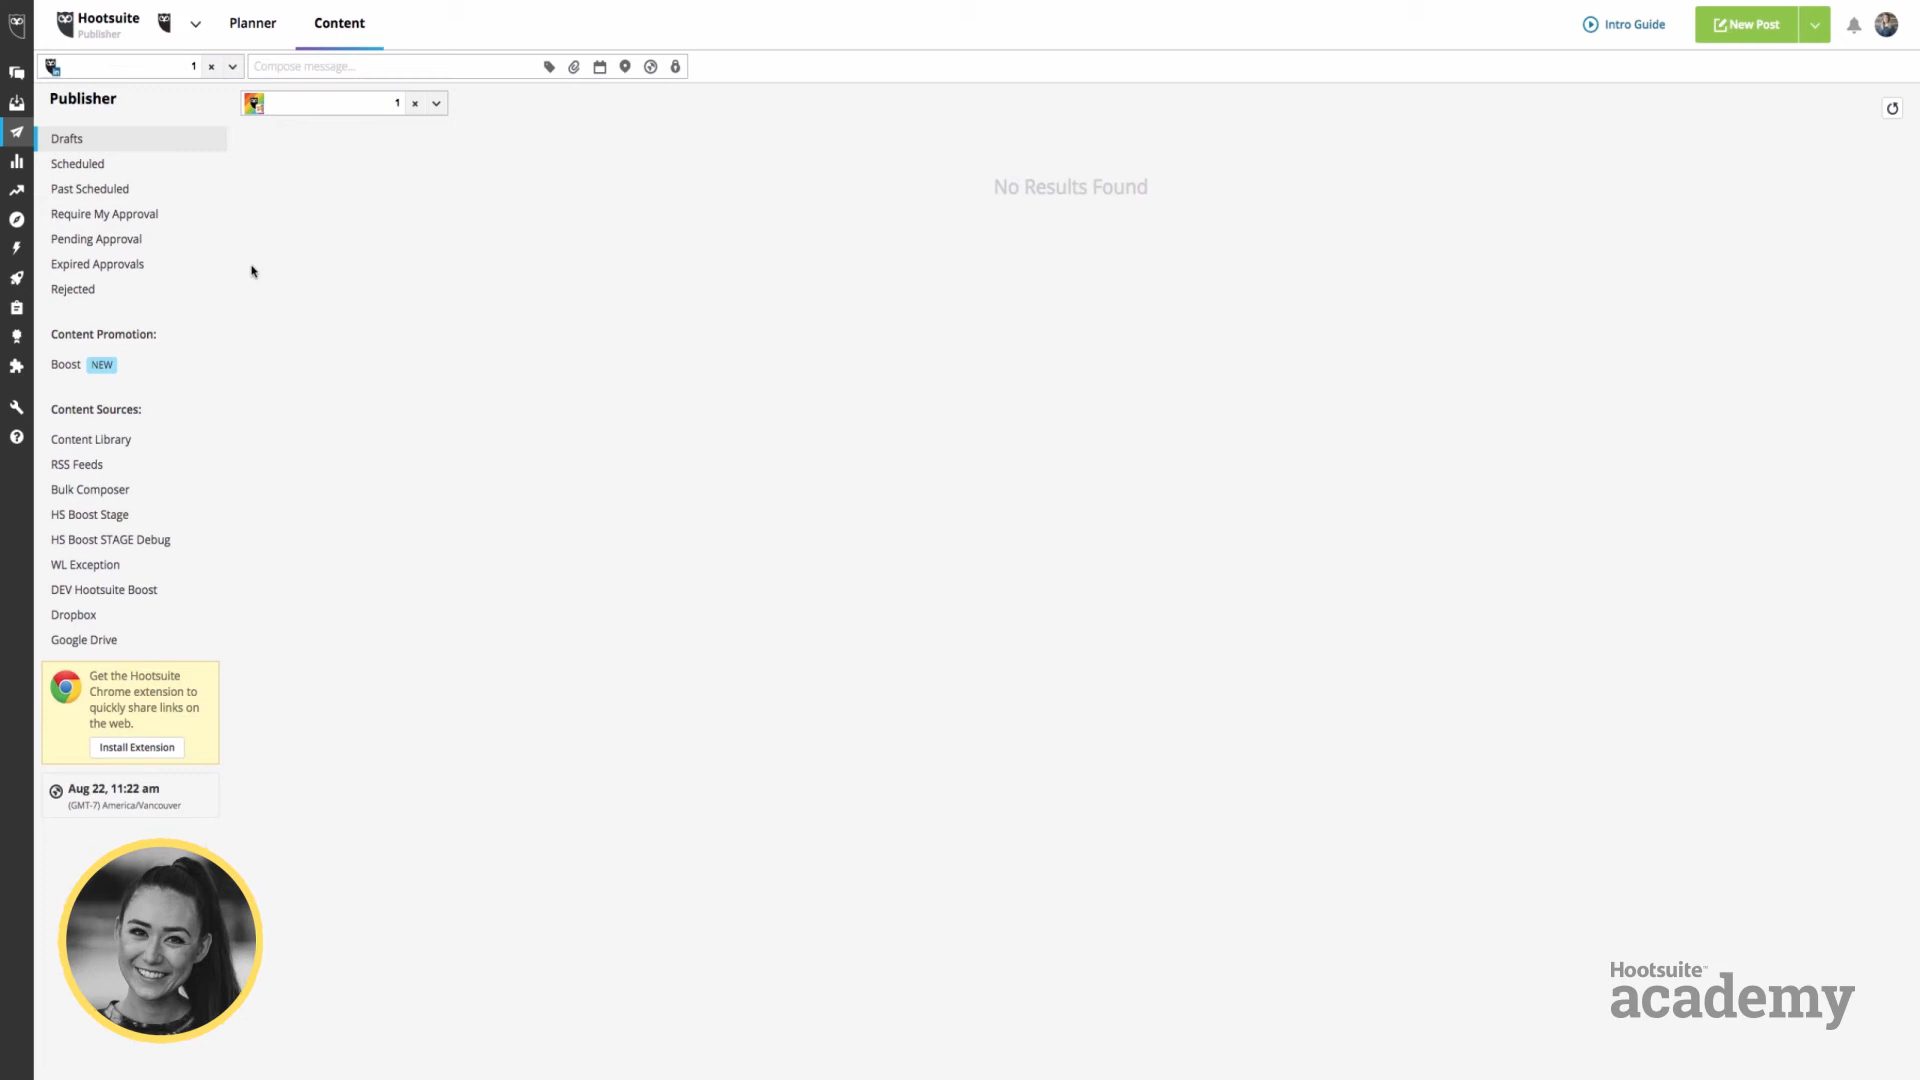 Hootsuite
Publisher
Planner
Content
Intro Guide
New Post
1
Compose message...
Publisher
1
Drafts
No Results Found
Scheduled
Past Scheduled
Require My Approval
Pending Approval
Expired Approvals
Rejected
Content Promotion:
Boost NEW
Content Sources:
Content Library
RSS Feeds
Bulk Composer
HS Boost Stage
HS Boost STAGE Debug
WL Exception
DEV Hootsuite Boost
Dropbox
Google Drive
Get the Hootsuite
Chrome extension to
quickly share links on
the web.
Install Extension
Aug 22, 11:22 am
(GMT-7) America/Vancouver
Hootsuite™
academy